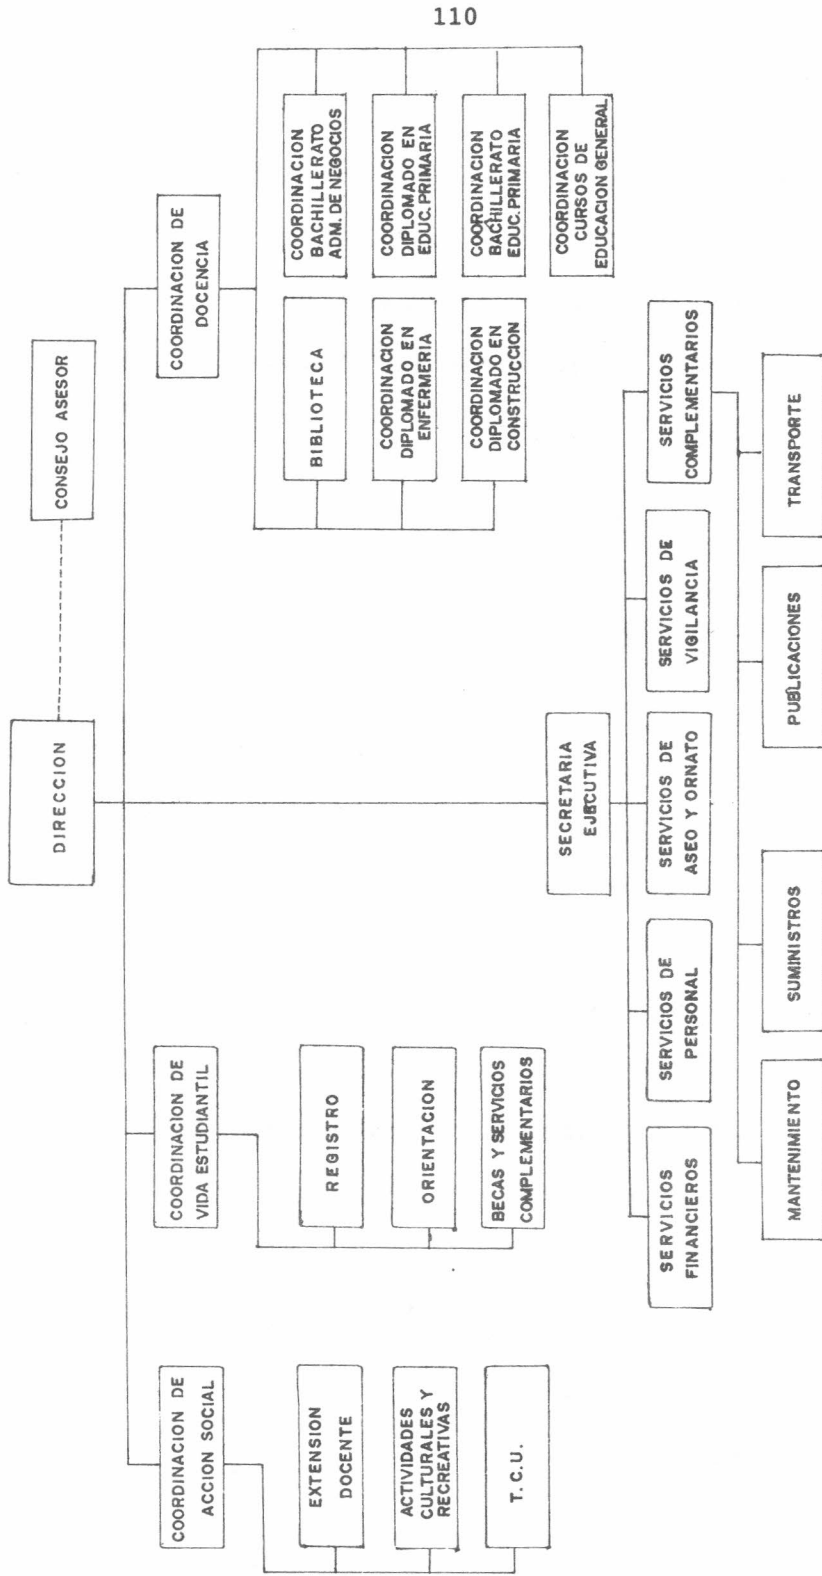 110
DIRECCION
CONSEJO ASESOR
COORDINACION DE
ACCION SOCIAL
EXTENSION
DOCENTE
ACTIVIDADES
CULTURALES Y
RECREATIVAS
T.C.U.
COORDINACION DE
VIDA ESTUDIANTIL
REGISTRO
ORIENTACION
BECAS Y SERVICIOS
COMPLEMENTARIOS
COORDINACION DE
DOCENCIA
BIBLIOTECA
COORDINACION
DIPLOMADO EN
ENFERMERIA
COORDINACION
DIPLOMADO EN
CONSTRUCCION
COORDINACION
BACHILLERATO
ADM. DE NEGOCIOS
COORDINACION
DIPLOMADO EN
EDUC. PRIMARIA
COORDINACION
BACHILLERATO
EDUC. PRIMARIA
COORDINACION
CURSOS DE
EDUCACION GENERAL
SECRETARIA
EJECUTIVA
SERVICIOS
FINANCIEROS
SERVICIOS DE
PERSONAL
SERVICIOS DE
ASEO Y ORNATO
SERVICIOS DE
VIGILANCIA
SERVICIOS
COMPLEMENTARIOS
MANTENIMIENTO
SUMINISTROS
PUBLICACIONES
TRANSPORTE